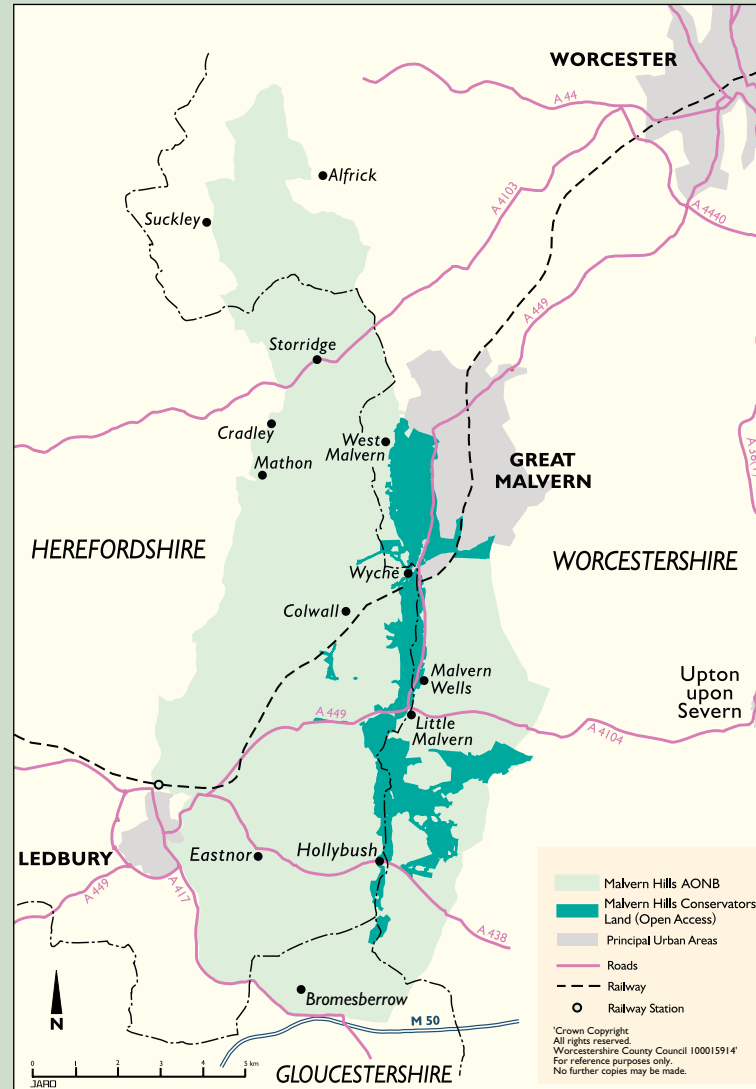 WORCESTER
A 44
Alfrick
A 4103
Suckley
A 4440
A 449
Storridge
Cradley
West
Malvern
Mathon
GREAT
MALVERN
HEREFORDSHIRE
WORCESTERSHIRE
Wyche
Colwall
Malvern
Wells
Upton
upon
Severn
A 449
Little
Malvern
A 4104
LEDBURY
Eastnor
Hollybush
A 449
A 417
A 438
Bromesberrow
N
M 50
GLOUCESTERSHIRE
0 1 2 3 4 5 km
JARO
Malvern Hills AONB
Malvern Hills Conservators
Land (Open Access)
Principal Urban Areas
Roads
Railway
Railway Station
'Crown Copyright
All rights reserved.
Worcestershire County Council 100015914'
For reference purposes only.
No further copies may be made.